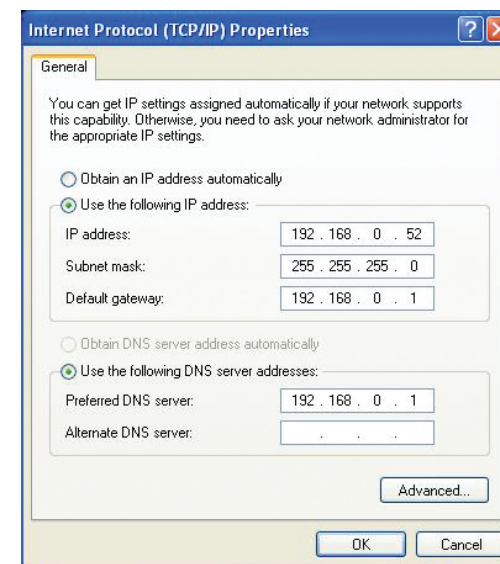 Internet Protocol (TCP/IP) Properties
General
You can get IP settings assigned automatically if your network supports
this capability. Otherwise, you need to ask your network administrator for
the appropriate IP settings.
Obtain an IP address automatically
Use the following IP address:
IP address: 192 . 168 . 0 . 52
Subnet mask: 255 . 255 . 255 . 0
Default gateway: 192 . 168 . 0 . 1
Obtain DNS server address automatically
Use the following DNS server addresses:
Preferred DNS server: 192 . 168 . 0 . 1
Alternate DNS server: . . .
Advanced...
OK Cancel